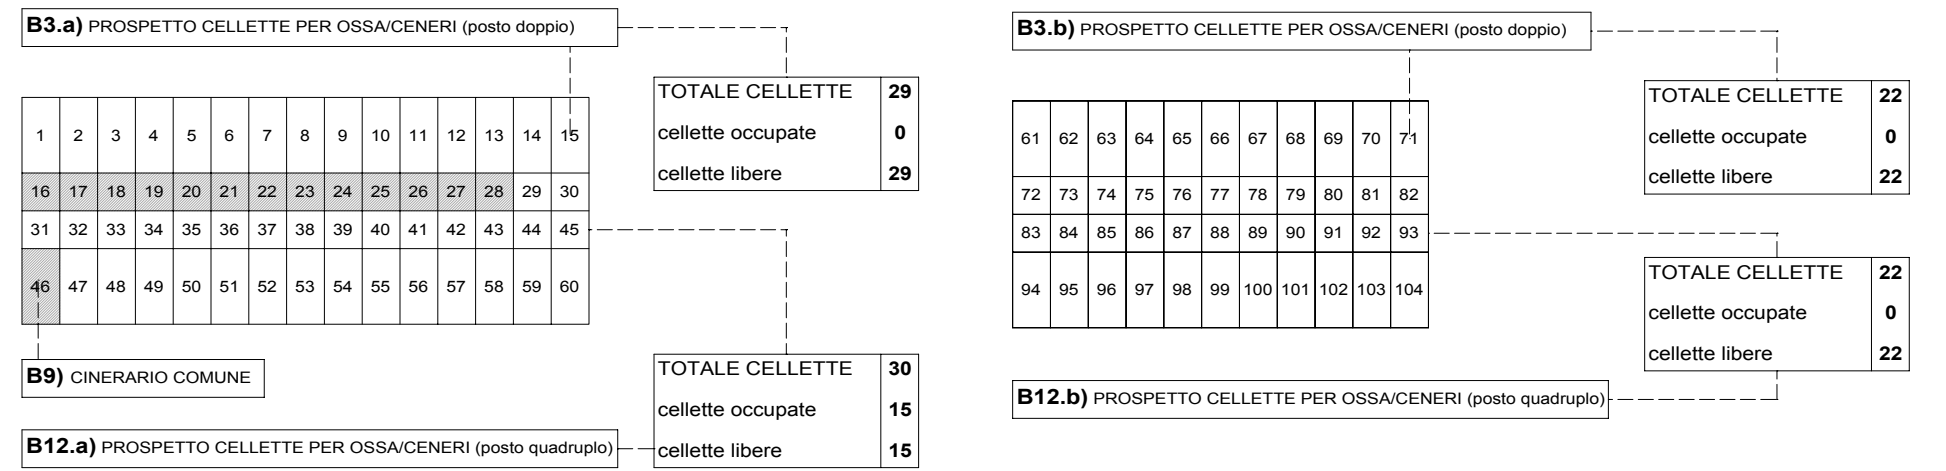 B3.a) PROSPETTO CELLETTE PER OSSA/CENERI (posto doppio)
TOTALE CELLETTE 29
cellette occupate 0
cellette libere 29
1 2 3 4 5 6 7 8 9 10 11 12 13 14 15
16 17 18 19 20 21 22 23 24 25 26 27 28 29 30
31 32 33 34 35 36 37 38 39 40 41 42 43 44 45
46 47 48 49 50 51 52 53 54 55 56 57 58 59 60
B9) CINERARIO COMUNE
TOTALE CELLETTE 30
cellette occupate 15
cellette libere 15
B12.a) PROSPETTO CELLETTE PER OSSA/CENERI (posto quadruplo)
B3.b) PROSPETTO CELLETTE PER OSSA/CENERI (posto doppio)
TOTALE CELLETTE 22
cellette occupate 0
cellette libere 22
61 62 63 64 65 66 67 68 69 70 71
72 73 74 75 76 77 78 79 80 81 82
83 84 85 86 87 88 89 90 91 92 93
94 95 96 97 98 99 100 101 102 103 104
TOTALE CELLETTE 22
cellette occupate 0
cellette libere 22
B12.b) PROSPETTO CELLETTE PER OSSA/CENERI (posto quadruplo)